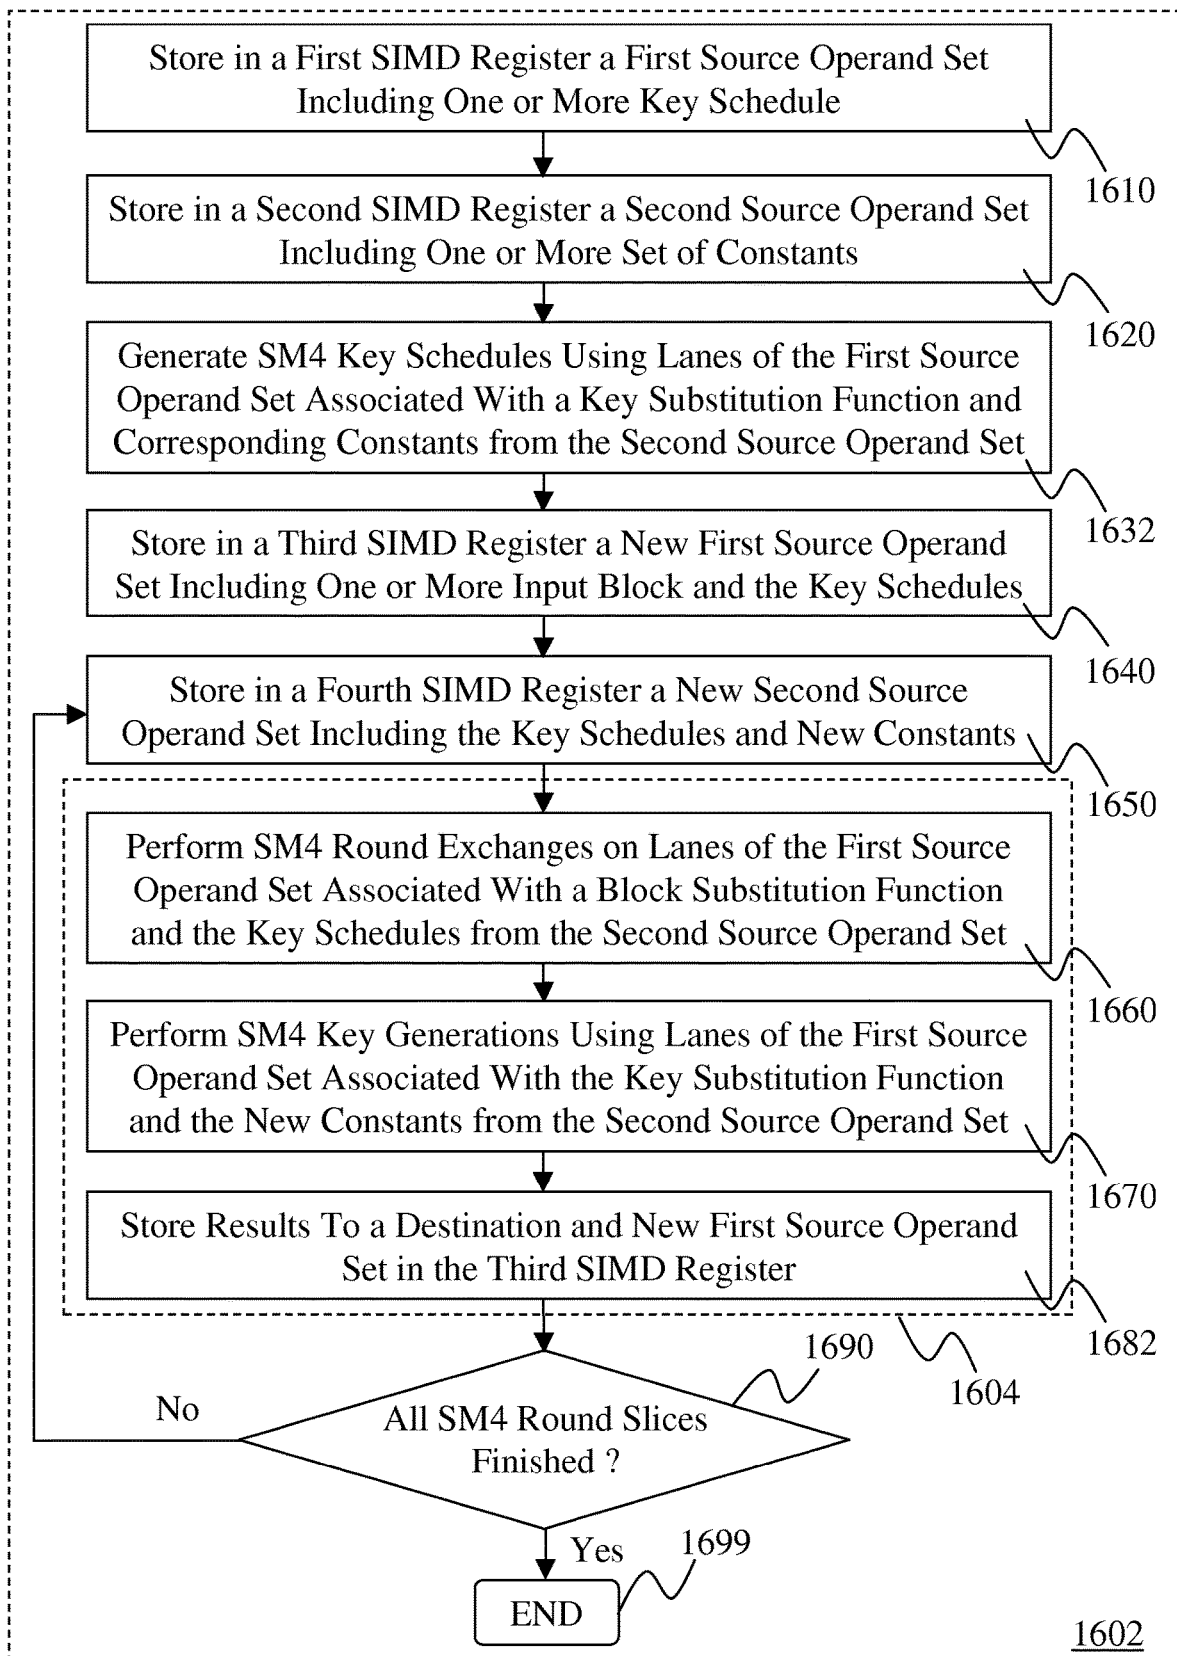 Store in a First SIMD Register a First Source Operand Set
Including One or More Key Schedule
1610
Store in a Second SIMD Register a Second Source Operand Set
Including One or More Set of Constants
1620
Generate SM4 Key Schedules Using Lanes of the First Source
Operand Set Associated With a Key Substitution Function and
Corresponding Constants from the Second Source Operand Set
1632
Store in a Third SIMD Register a New First Source Operand
Set Including One or More Input Block and the Key Schedules
1640
Store in a Fourth SIMD Register a New Second Source
Operand Set Including the Key Schedules and New Constants
1650
Perform SM4 Round Exchanges on Lanes of the First Source
Operand Set Associated With a Block Substitution Function
and the Key Schedules from the Second Source Operand Set
1660
Perform SM4 Key Generations Using Lanes of the First Source
Operand Set Associated With the Key Substitution Function
and the New Constants from the Second Source Operand Set
1670
Store Results To a Destination and New First Source Operand
Set in the Third SIMD Register
1682
1604
1690
No
All SM4 Round Slices
Finished ?
Yes
1699
END
1602